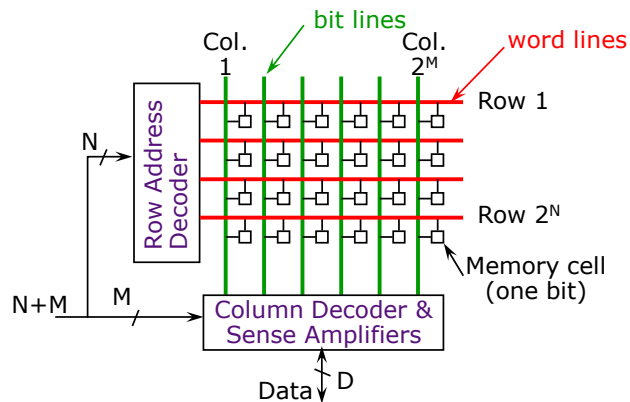 bit lines
Col.
1
Col.
2ᴹ
word lines
Row 1
N
Row Address
Decoder
Row 2ᴺ
Memory cell
(one bit)
N+M
M
Column Decoder &
Sense Amplifiers
Data
D